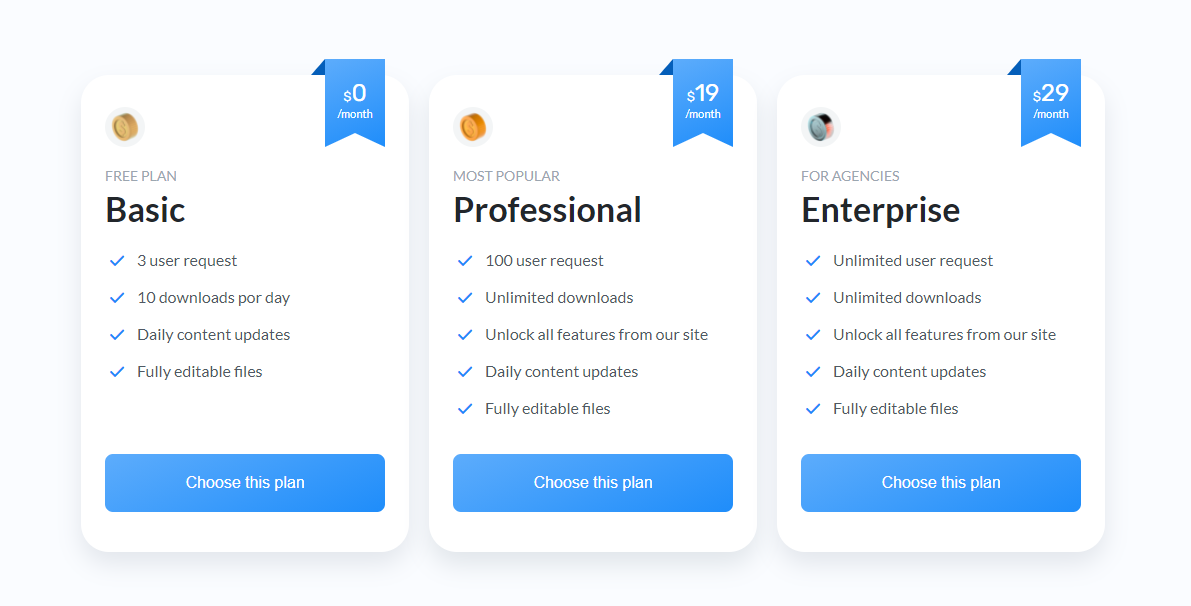 $0
/month
FREE PLAN
Basic
3 user request
10 downloads por day
Daily content updates
Fully editable files
Choose this plan
$19
/month
MOST POPULAR
Professional
100 user request
Unlimited downloads
Unlock all features from our site
Daily content updates
Fully editable files
Choose this plan
$29
/month
FOR AGENCIES
Enterprise
Unlimited user request
Unlimited downloads
Unlock all features from our site
Daily content updates
Fully editable files
Choose this plan